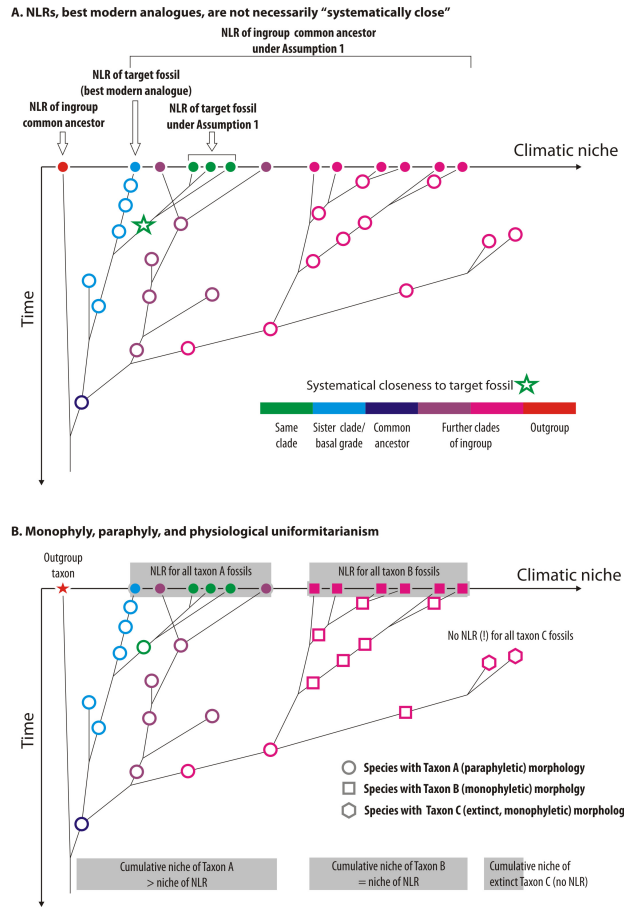 A. NLRs, best modern analogues, are not necessarily “systematically close”
NLR of ingroup common ancestor
under Assumption 1
NLR of target fossil
(best modern analogue)
NLR of ingroup
common ancestor
NLR of target fossil
under Assumption 1
Climatic niche
Time
Systematical closeness to target fossil
Same
clade
Sister clade/
basal grade
Common
ancestor
Further clades
of ingroup
Outgroup
B. Monophyly, paraphyly, and physiological uniformitarianism
Outgroup
taxon
NLR for all taxon A fossils
NLR for all taxon B fossils
Climatic niche
No NLR (!) for all taxon C fossils
Time
Species with Taxon A (paraphyletic) morphology
Species with Taxon B (monophyletic) morpholgy
Species with Taxon C (extinct, monophyletic) morpholog
Cumulative niche of Taxon A
> niche of NLR
Cumulative niche of Taxon B
= niche of NLR
Cumulative niche of
extinct Taxon C (no NLR)